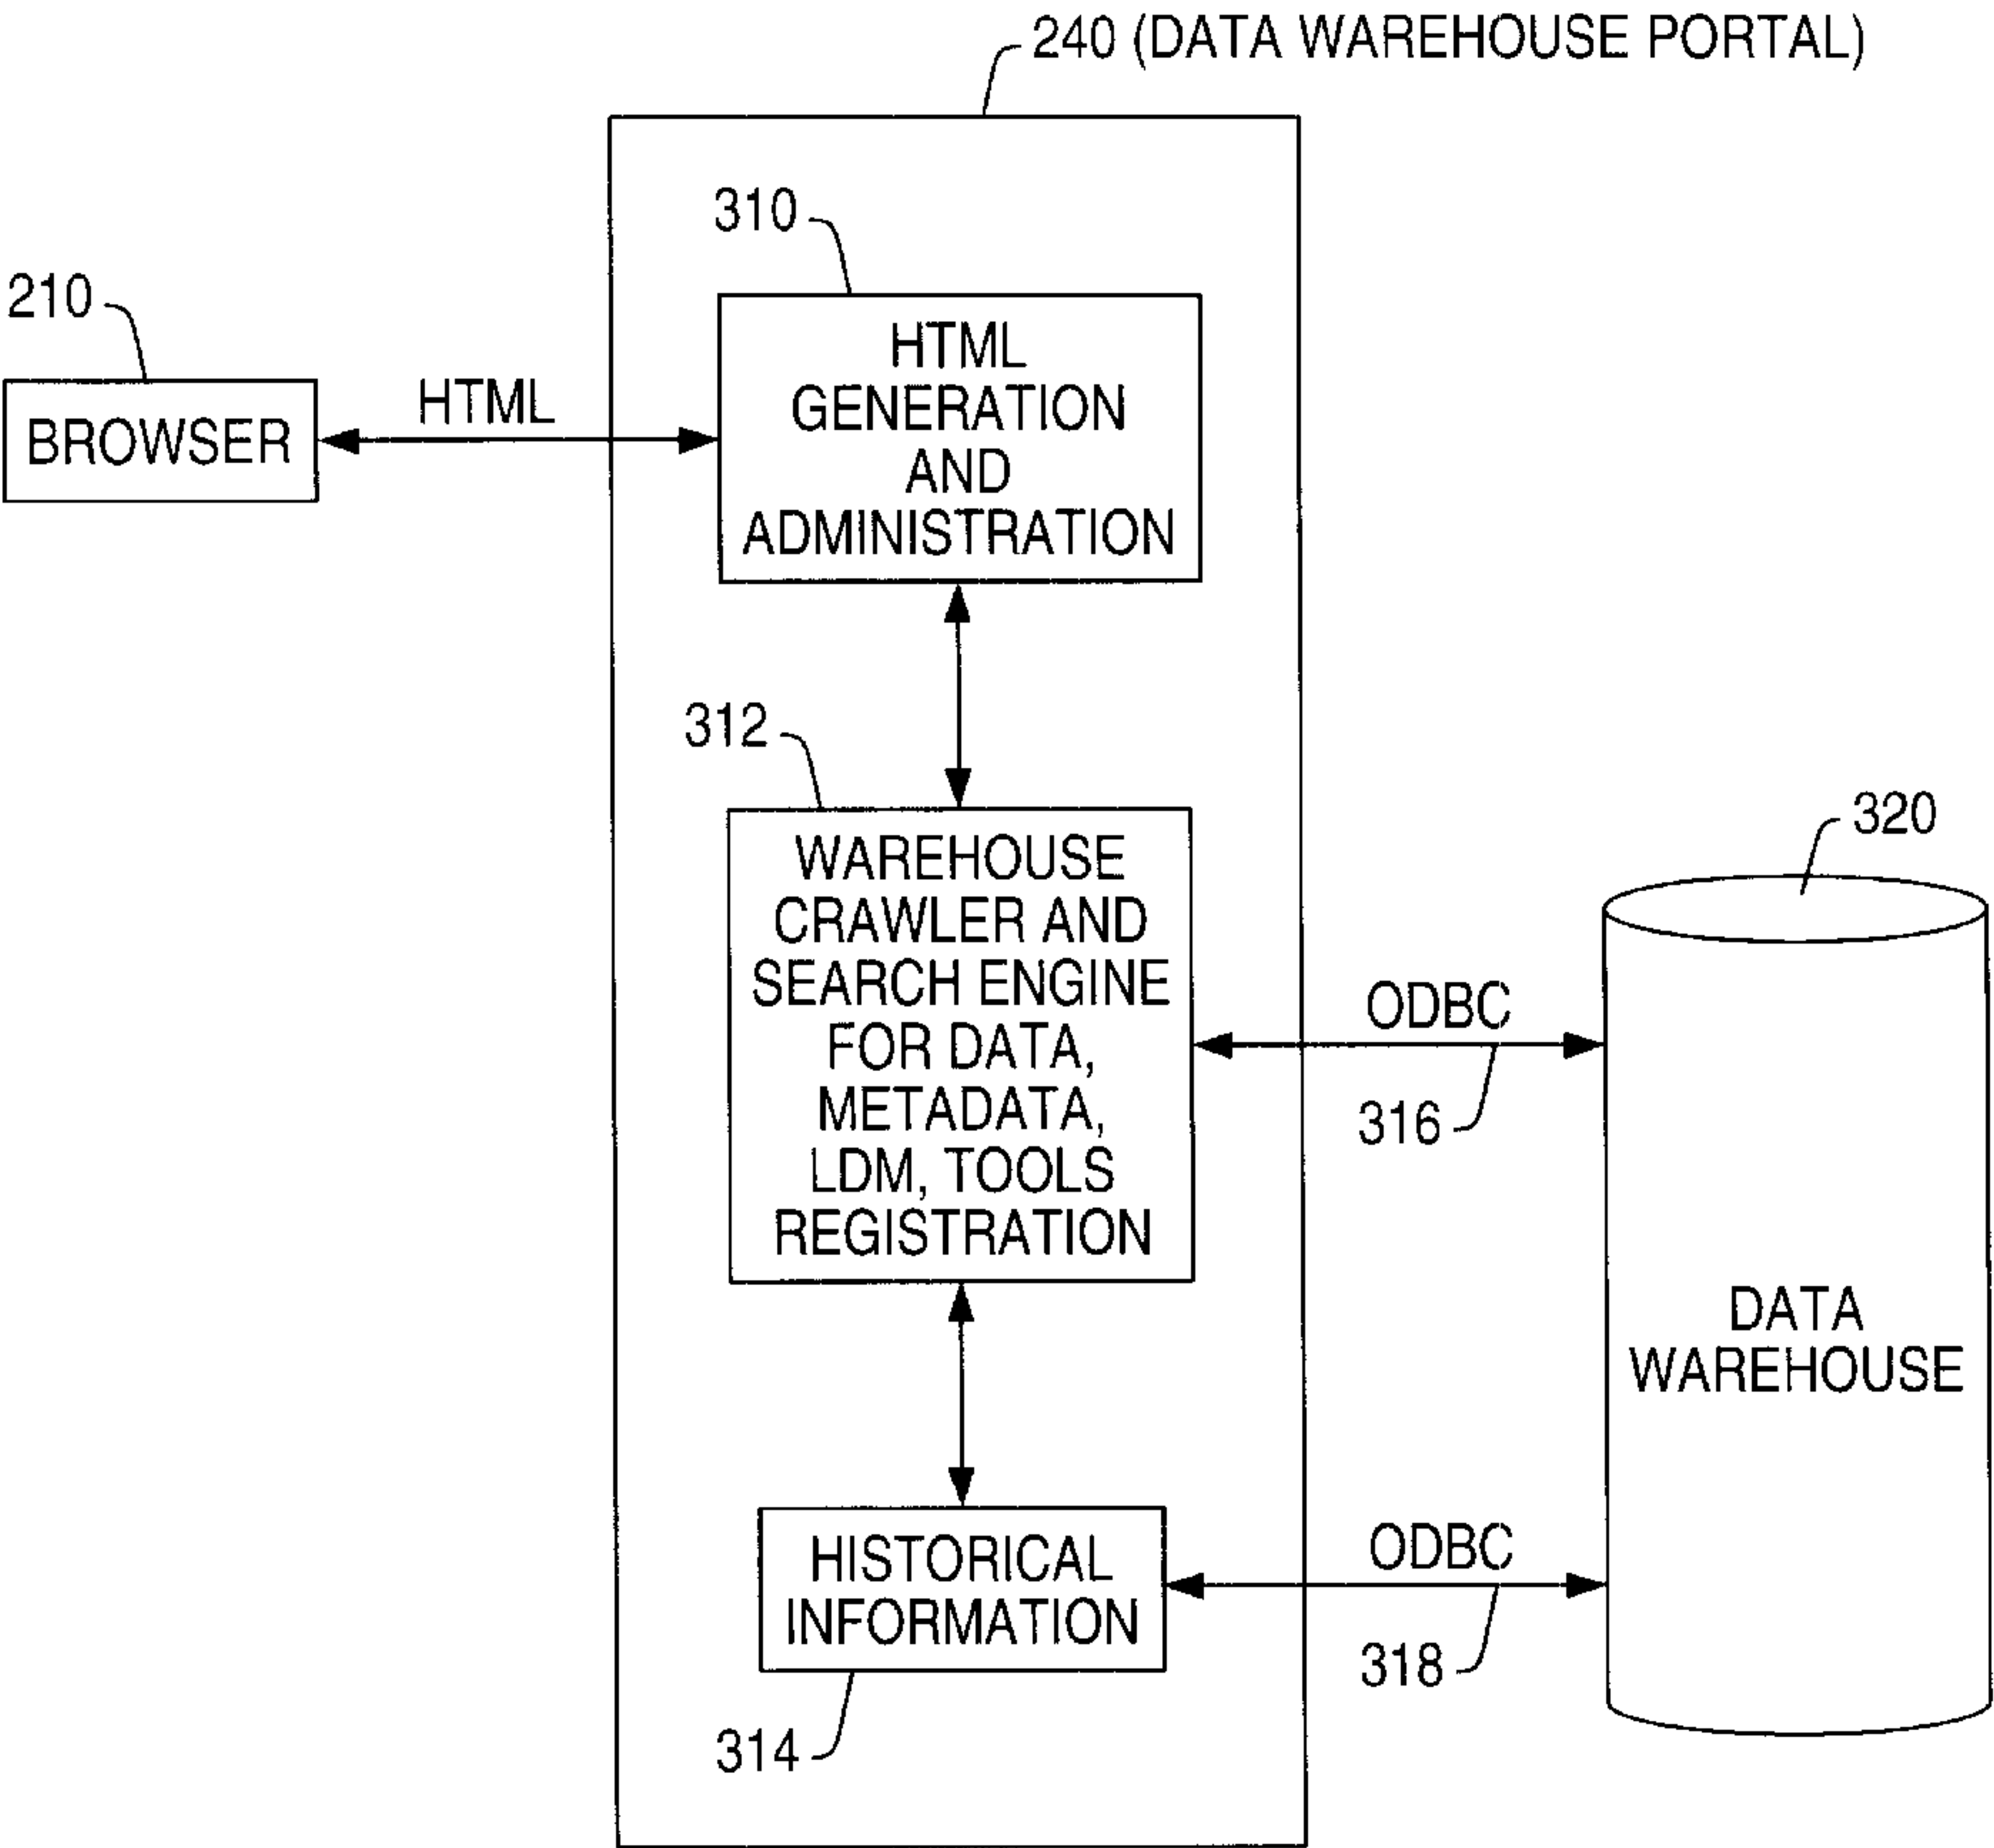 240 (DATA WAREHOUSE PORTAL)
310
210
HTML
GENERATION
AND
ADMINISTRATION
BROWSER
HTML
312
WAREHOUSE
CRAWLER AND
SEARCH ENGINE
FOR DATA,
METADATA,
LDM, TOOLS
REGISTRATION
320
ODBC
316
DATA
WAREHOUSE
HISTORICAL
INFORMATION
ODBC
318
314